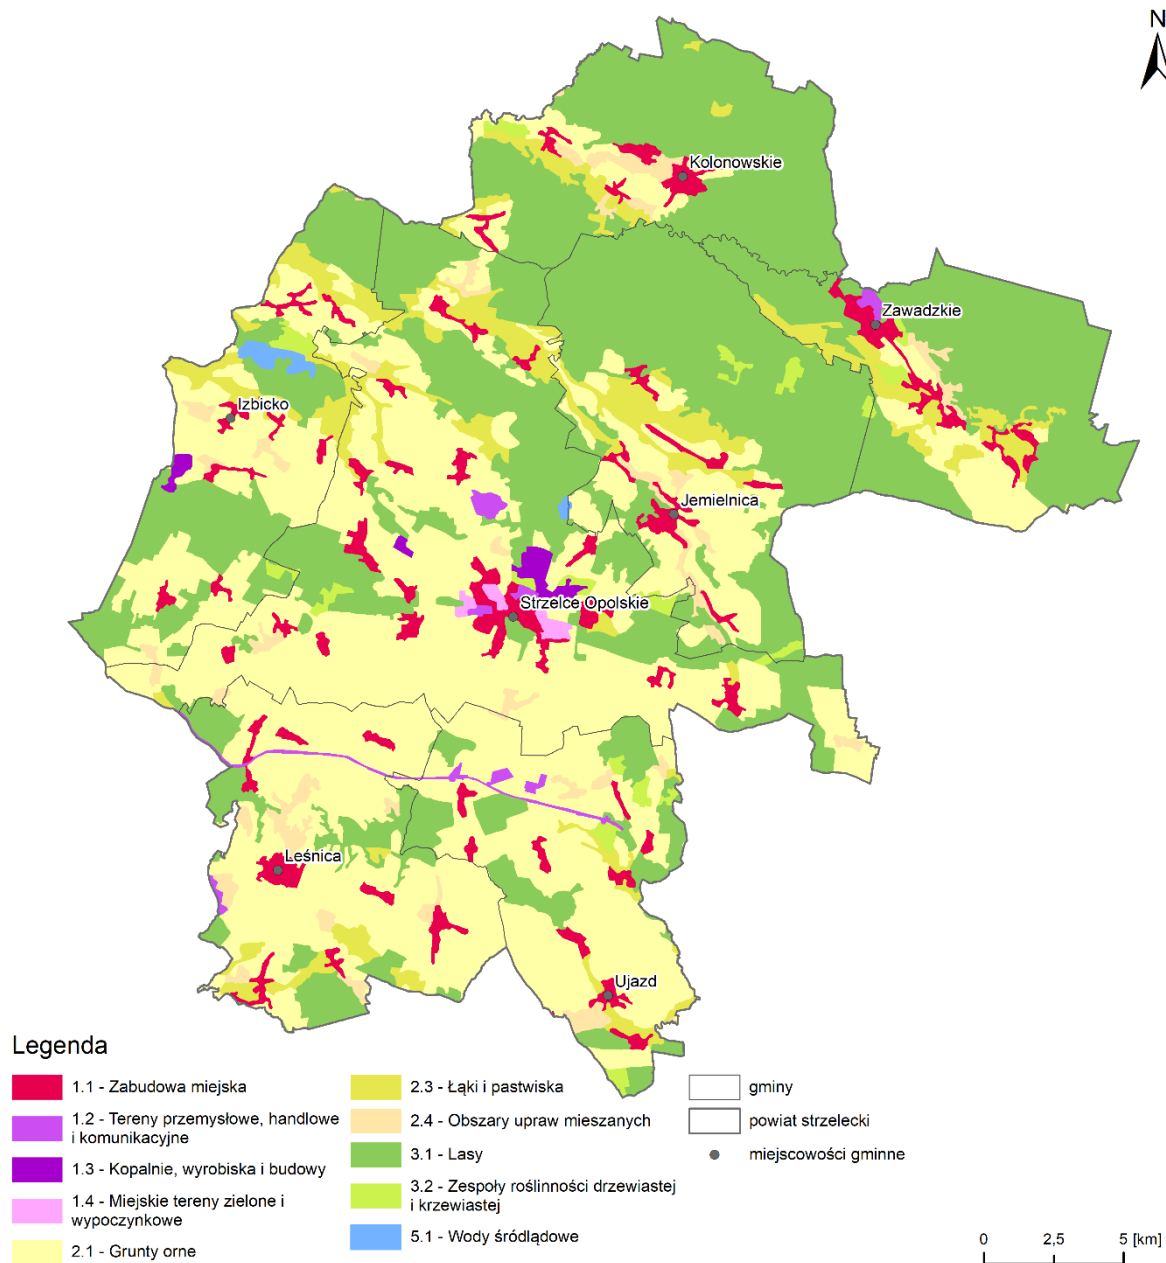 N
Kolonowskie
Zawadzkie
Izbicko
Jemielnica
Strzelce Opolskie
Leśnica
Ujazd
Legenda
1.1 - Zabudowa miejska
1.2 - Tereny przemysłowe, handlowe
i komunikacyjne
1.3 - Kopalnie, wyrobiska i budowy
1.4 - Miejskie tereny zielone i
wypoczynkowe
2.1 - Grunty orne
2.3 - Łąki i pastwiska
2.4 - Obszary upraw mieszanych
3.1 - Lasy
3.2 - Zespoły roślinności drzewiastej
i krzewiastej
5.1 - Wody śródlądowe
gminy
powiat strzelecki
miejscowości gminne
0 2,5 5 [km]